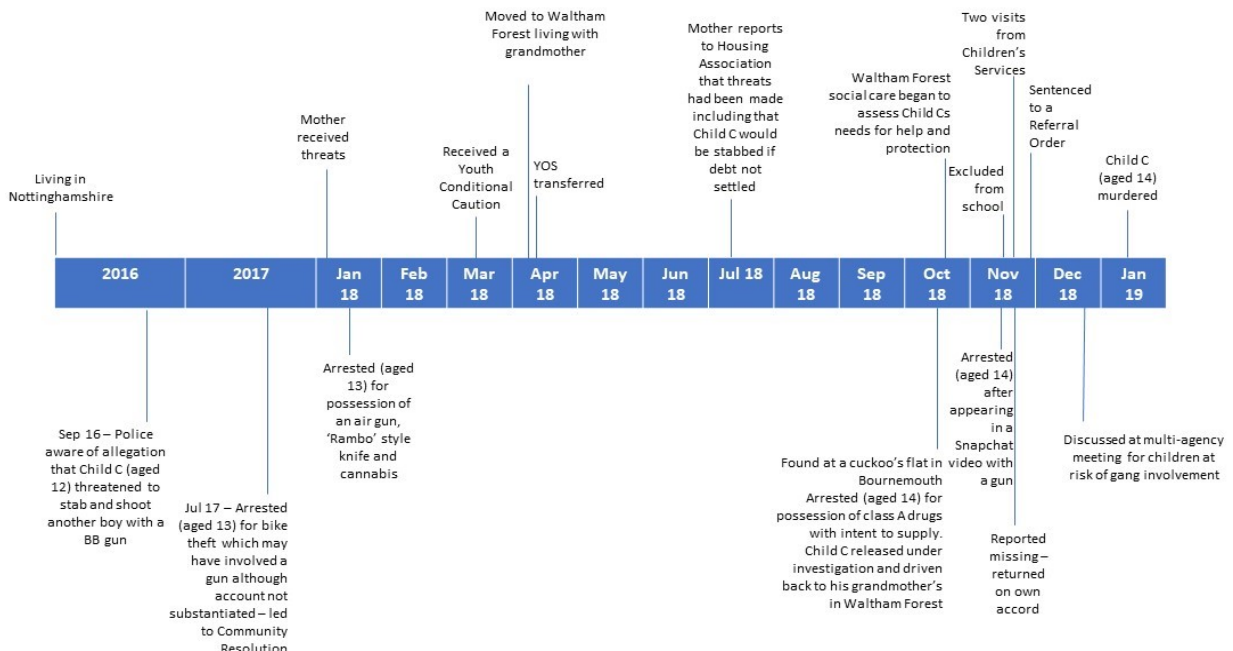 Living in
Nottinghamshire
Mother
received
threats
Received a
Youth
Conditional
Caution
Moved to Waltham
Forest living with
grandmother
YOS
transferred
Mother reports
to Housing
Association
that threats
had been made
including that
Child C would
be stabbed if
debt not
settled
Waltham Forest
social care began to
assess Child Cs
needs for help and
protection
Excluded
from
school
Two visits
from
Children's
Services
Sentenced
to a
Referral
Order
Child C
(aged 14)
murdered
2016
2017
Jan
18
Feb
18
Mar
18
Apr
18
May
18
Jun
18
Jul 18
Aug
18
Sep
18
Oct
18
Nov
18
Dec
18
Jan
19
Sep 16 – Police
aware of allegation
that Child C (aged
12) threatened to
stab and shoot
another boy with a
BB gun
Jul 17 – Arrested
(aged 13) for bike
theft which may
have involved a
gun although
account not
substantiated – led
to Community
Resolution
Arrested (aged
13) for
possession of
an air gun,
'Rambo' style
knife and
cannabis
Found at a cuckoo's flat in
Bournemouth
Arrested (aged 14) for
possession of class A drugs
with intent to supply.
Child C released under
investigation and driven
back to his grandmother's
in Waltham Forest
Arrested
(aged 14)
after
appearing
in a
Snapchat
video with
a gun
Reported
missing –
returned
on own
accord
Discussed at multi-agency
meeting for children at
risk of gang involvement